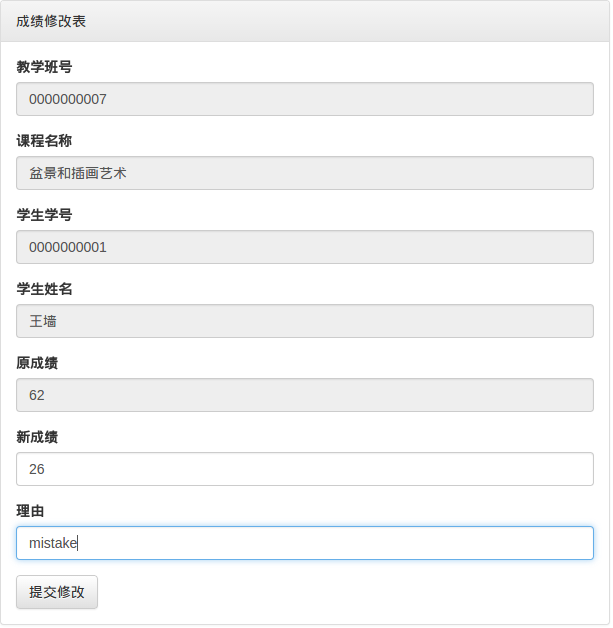 成绩修改表
教学班号
0000000007
课程名称
盆景和插画艺术
学生学号
0000000001
学生姓名
王墙
原成绩
62
新成绩
26
理由
mistake
提交修改